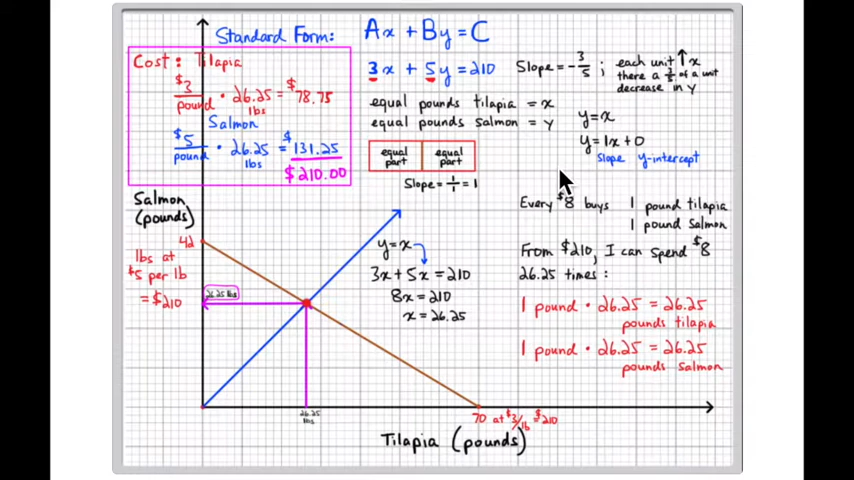 Standard Form: Ax + By = C
Cost: Tilapia
$3/pound • 26.25 lbs = $78.75
Salmon
$5/pound • 26.25 lbs = $131.25
$210.00
3x + 5y = 210
equal pounds tilapia = x
equal pounds salmon = y
equal part
equal part
Slope = 1/1 = 1
Slope = -3/5 ; each unit ↑ x
there a 3/5 of a unit
decrease in y
y = x
y = 1x + 0
Slope y-intercept
Every $8 buys 1 pound tilapia
1 pound salmon
From $210, I can spend $8
26.25 times:
1 pound • 26.25 = 26.25
pounds tilapia
1 pound • 26.25 = 26.25
pounds salmon
Salmon
(pounds)
42
lbs at
$5 per lb
= $210
26.25 lbs
y = x
3x + 5x = 210
8x = 210
x = 26.25
26.25
lbs
70 at $3/lb = $210
Tilapia (pounds)